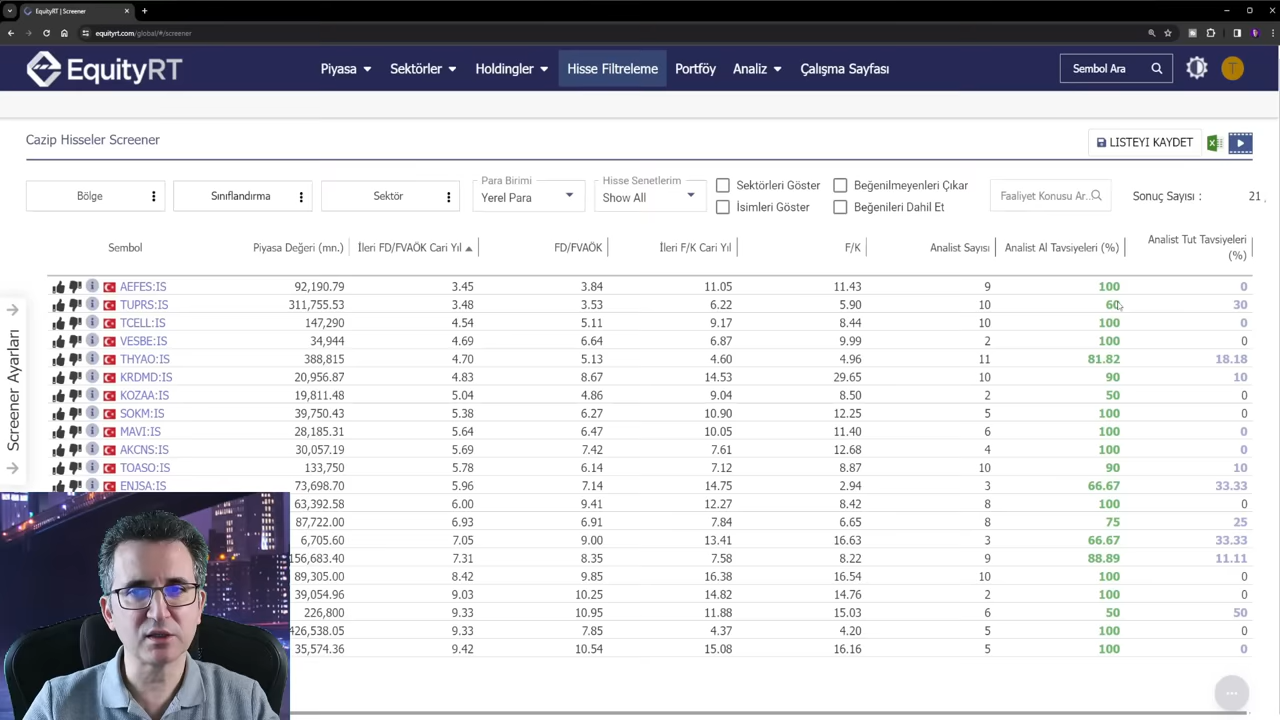 EquityRT | Screener
equityrt.com/global/#/screener
EquityRT
Piyasa Sektörler Holdingler Hisse Filtreleme Portföy Analiz Çalışma Sayfası Sembol Ara T
Cazip Hisseler Screener LISTEYI KAYDET
Bölge Sınıflandırma Sektör Para Birimi Yerel Para Hisse Senetlerim Show All Sektörleri Göster Beğenilmeyenleri Çıkar Faaliyet Konusu Ar.. Sonuç Sayısı : 21
İsimleri Göster Beğenileri Dahil Et
Sembol Piyasa Değeri (mn.) İleri FD/FVAÖK Cari Yıl FD/FVAÖK İleri F/K Cari Yıl F/K Analist Sayısı Analist Al Tavsiyeleri (%) Analist Tut Tavsiyeleri (%)
AEFES:IS 92,190.79 3.45 3.84 11.05 11.43 9 100 0
TUPRS:IS 311,755.53 3.48 3.53 6.22 5.90 10 60 30
TCELL:IS 147,290 4.54 5.11 9.17 8.44 10 100 0
VESBE:IS 34,944 4.69 6.64 6.87 9.99 2 100 0
THYAO:IS 388,815 4.70 5.13 4.60 4.96 11 81.82 18.18
KRDMD:IS 20,956.87 4.83 8.67 14.53 29.65 10 90 10
KOZAA:IS 19,811.48 5.04 4.86 9.04 8.50 2 50 0
SOKM:IS 39,750.43 5.38 6.27 10.90 12.25 5 100 0
MAVI:IS 28,185.31 5.64 6.47 10.05 11.40 6 100 0
AKCNS:IS 30,057.19 5.69 7.42 7.61 12.68 4 100 0
TOASO:IS 133,750 5.78 6.14 7.12 8.87 10 90 10
ENJSA:IS 73,698.70 5.96 7.14 14.75 2.94 3 66.67 33.33
63,392.58 6.00 9.41 12.27 8.42 8 100 0
87,722.00 6.93 6.91 7.84 6.65 8 75 25
6,705.60 7.05 9.00 13.41 16.63 3 66.67 33.33
156,683.40 7.31 8.35 7.58 8.22 9 88.89 11.11
89,305.00 8.42 9.85 16.38 16.54 10 100 0
39,054.96 9.03 10.25 14.82 14.76 2 100 0
226,800 9.33 10.95 11.88 15.03 6 50 50
426,538.05 9.33 7.85 4.37 4.20 5 100 0
35,574.36 9.42 10.54 15.08 16.16 5 100 0
Screener Ayarları